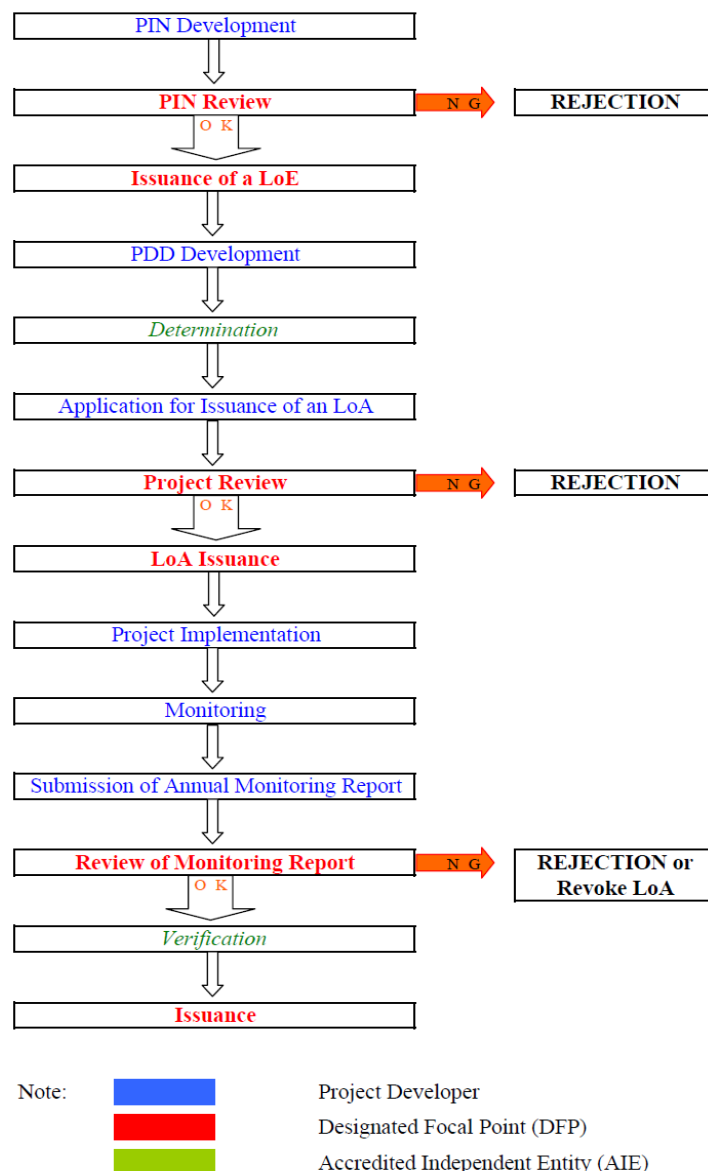 PIN Development
PIN Review
N G
REJECTION
O K
Issuance of a LoE
PDD Development
Determination
Application for Issuance of an LoA
Project Review
N G
REJECTION
O K
LoA Issuance
Project Implementation
Monitoring
Submission of Annual Monitoring Report
Review of Monitoring Report
N G
REJECTION or
Revoke LoA
O K
Verification
Issuance
Note:
Project Developer
Designated Focal Point (DFP)
Accredited Independent Entity (AIE)